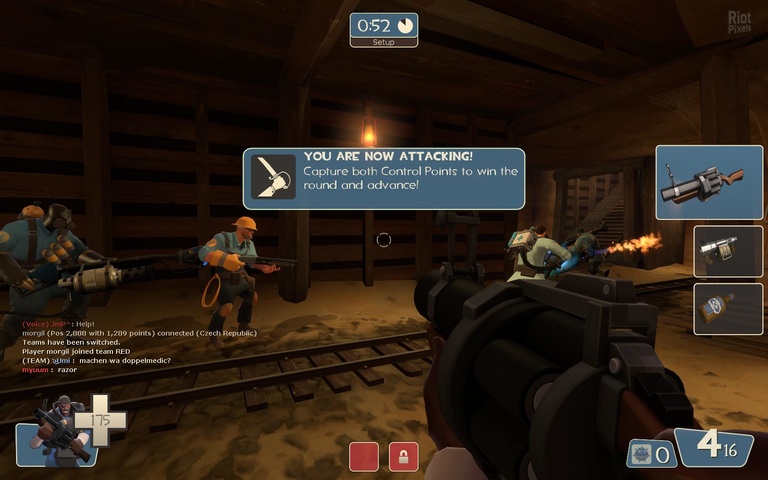 0:52
Setup
Riot
Pixels
YOU ARE NOW ATTACKING!
Capture both Control Points to win the
round and advance!
(Voice)
: Help!
morgil (Pos 2,888 with 1,289 points) connected (Czech Republic)
Teams have been switched.
Player morgil joined team RED
(TEAM)
: machen wa doppelmedic?
myuum : razor
175
0
4 16